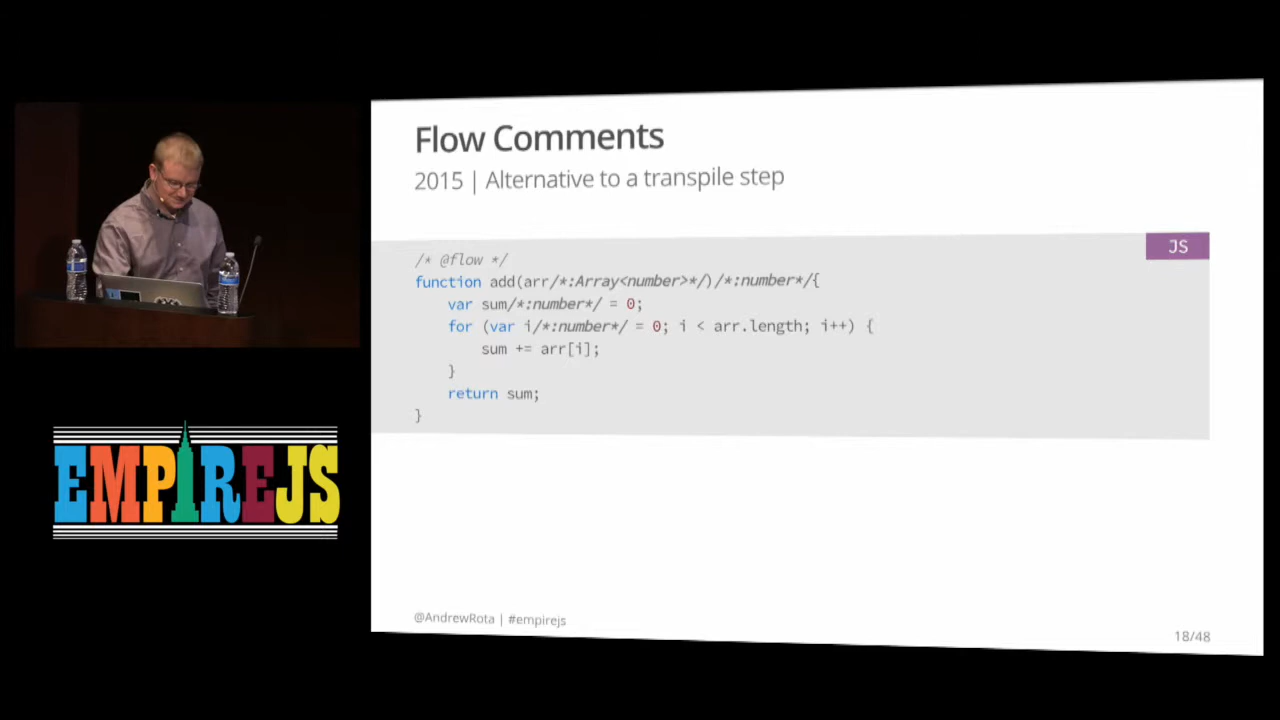 Flow Comments
2015 | Alternative to a transpile step
JS
/* @flow */
function add(arr/*:Array<number>*/)/*:number*/{
    var sum/*:number*/ = 0;
    for (var i/*:number*/ = 0; i < arr.length; i++) {
        sum += arr[i];
    }
    return sum;
}
EMPIREJS
@AndrewRota | #empirejs
18/48